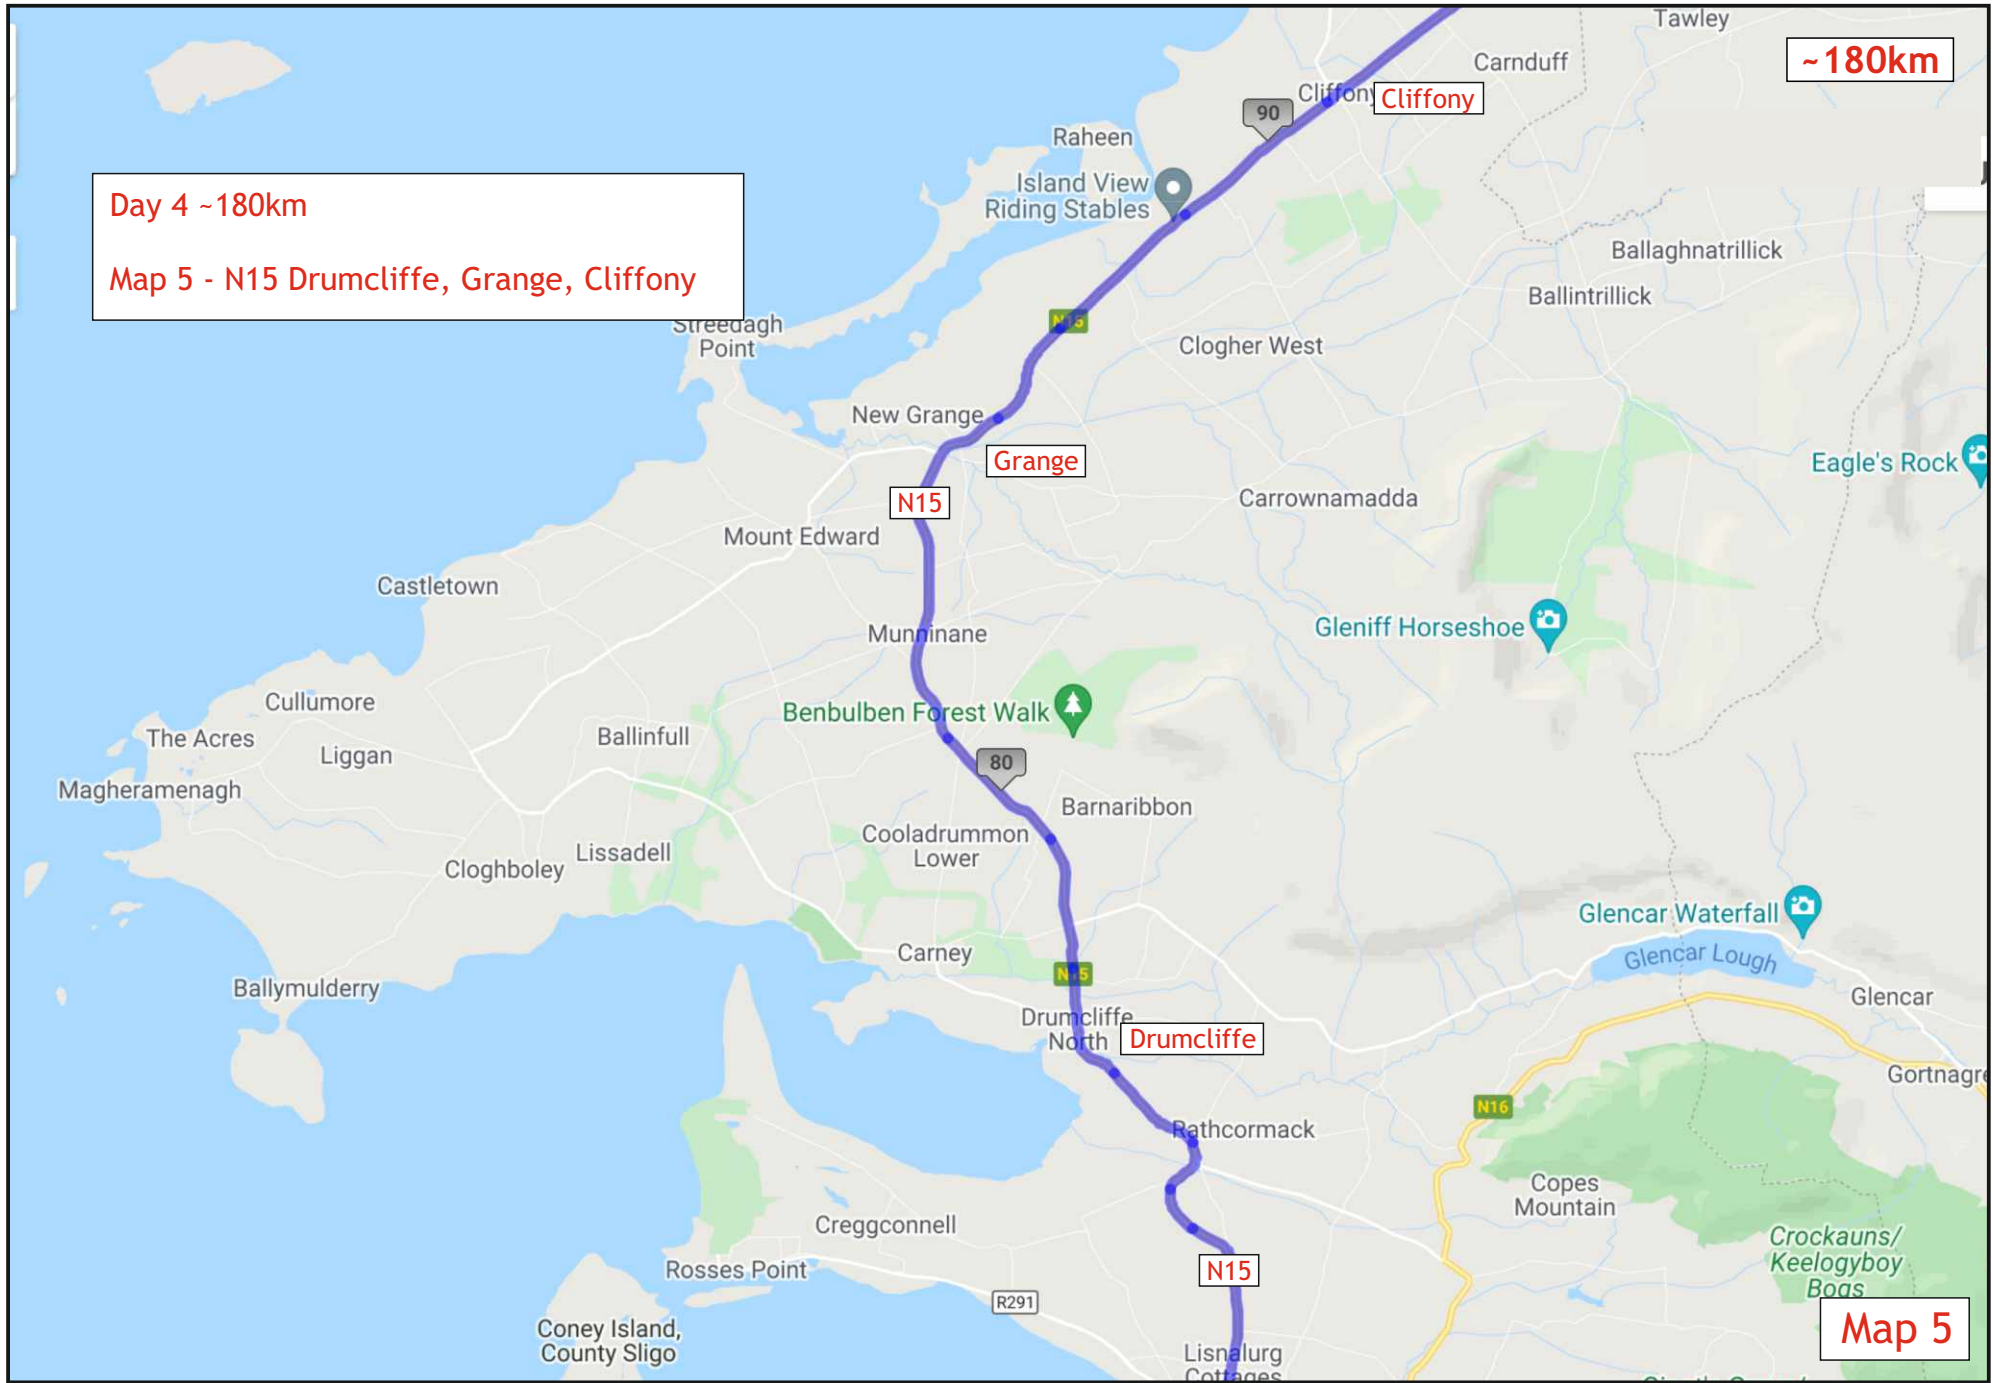 Tawley
~180km
Carnduff
Cliffony
Cliffony
90
Raheen
Island View
Riding Stables
Day 4 ~180km
Map 5 - N15 Drumcliffe, Grange, Cliffony
Ballaghnatrillick
Ballintrillick
N15
Streedagh
Point
Clogher West
New Grange
Grange
Eagle's Rock
N15
Carrownamadda
Mount Edward
Castletown
Gleniff Horseshoe
Munninane
Cullumore
Benbulben Forest Walk
The Acres
Ballinfull
Liggan
80
Magheramenagh
Barnaribbon
Cooladrummon
Lower
Lissadell
Cloghboley
Glencar Waterfall
Carney
Glencar Lough
N15
Ballymulderry
Glencar
Drumcliffe
North
Drumcliffe
Gortnagre
N16
Rathcormack
Copes
Mountain
Creggconnell
Crockauns/
Keelogyboy
Bogs
Rosses Point
N15
R291
Map 5
Coney Island,
County Sligo
Lisnalurg
Cottages